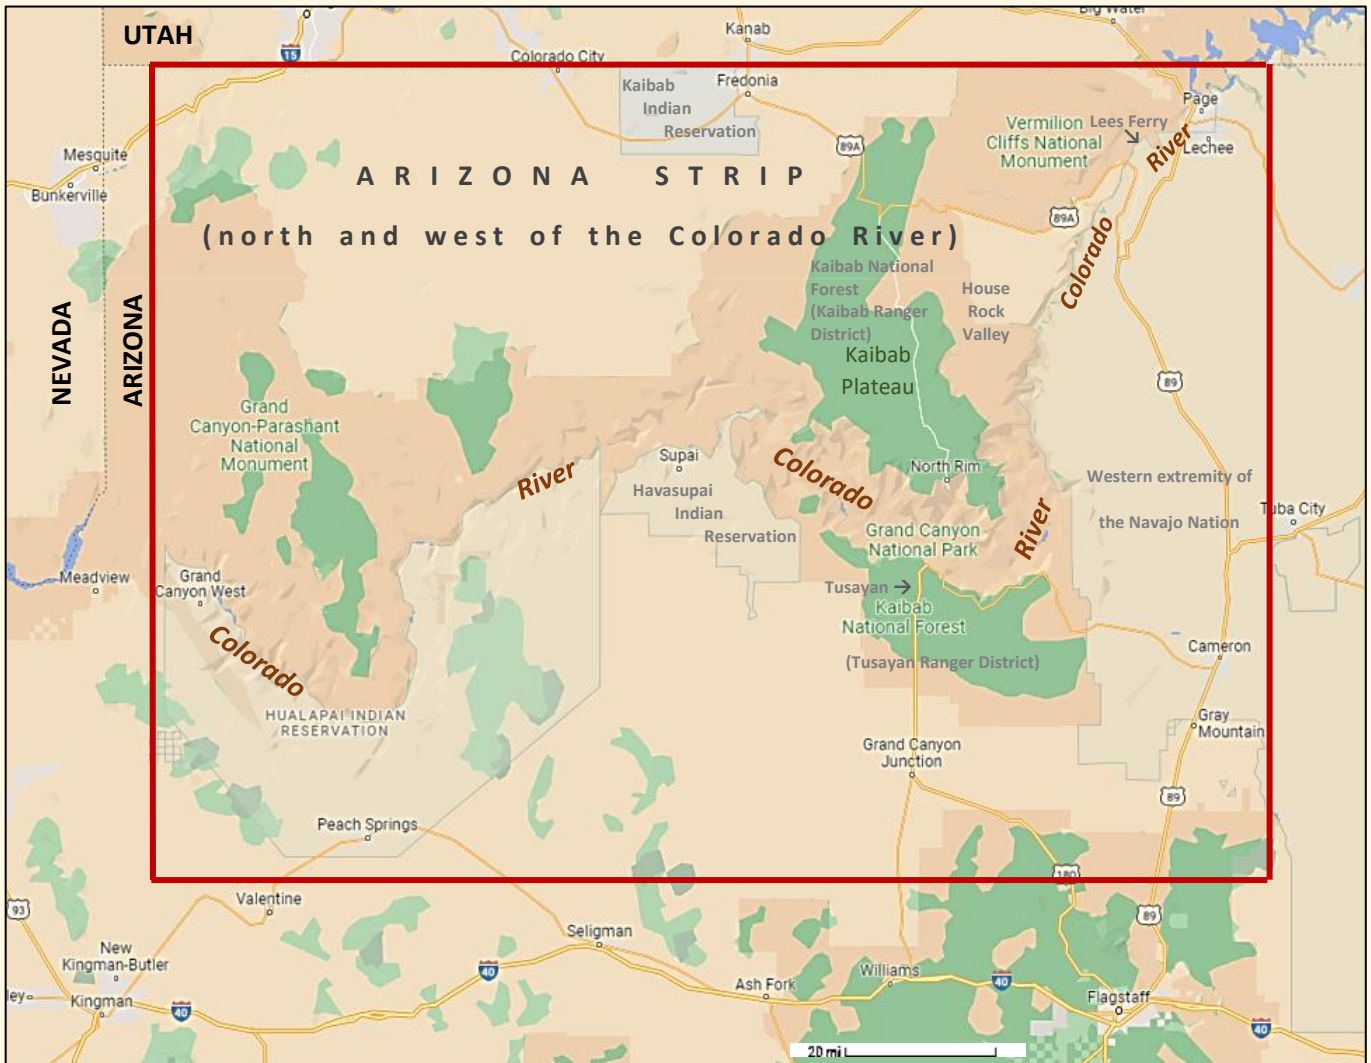 UTAH
Kanab
Big Water
15
Colorado City
Kaibab
Indian
Reservation
Fredonia
Page
Vermilion
Cliffs National
Monument
Lees Ferry
River
Lechee
89A
Mesquite
Bunkerville
ARIZONA STRIP
(north and west of the Colorado River)
89A
Colorado
Kaibab National
Forest
(Kaibab Ranger
District)
House
Rock
Valley
NEVADA
ARIZONA
Kaibab
Plateau
89
Grand
Canyon-Parashant
National
Monument
Supai
River
Colorado
North Rim
Havasupai
Indian
Reservation
Western extremity of
the Navajo Nation
Tuba City
Grand Canyon
National Park
River
Meadview
Grand
Canyon West
Tusayan →
Kaibab
National Forest
(Tusayan Ranger District)
Colorado
Cameron
HUALAPAI INDIAN
RESERVATION
Gray
Mountain
Grand Canyon
Junction
89
Peach Springs
180
Valentine
93
89
Seligman
New
Kingman-Butler
40
Ash Fork
Williams
40
ley
Kingman
40
Flagstaff
40
20 mi